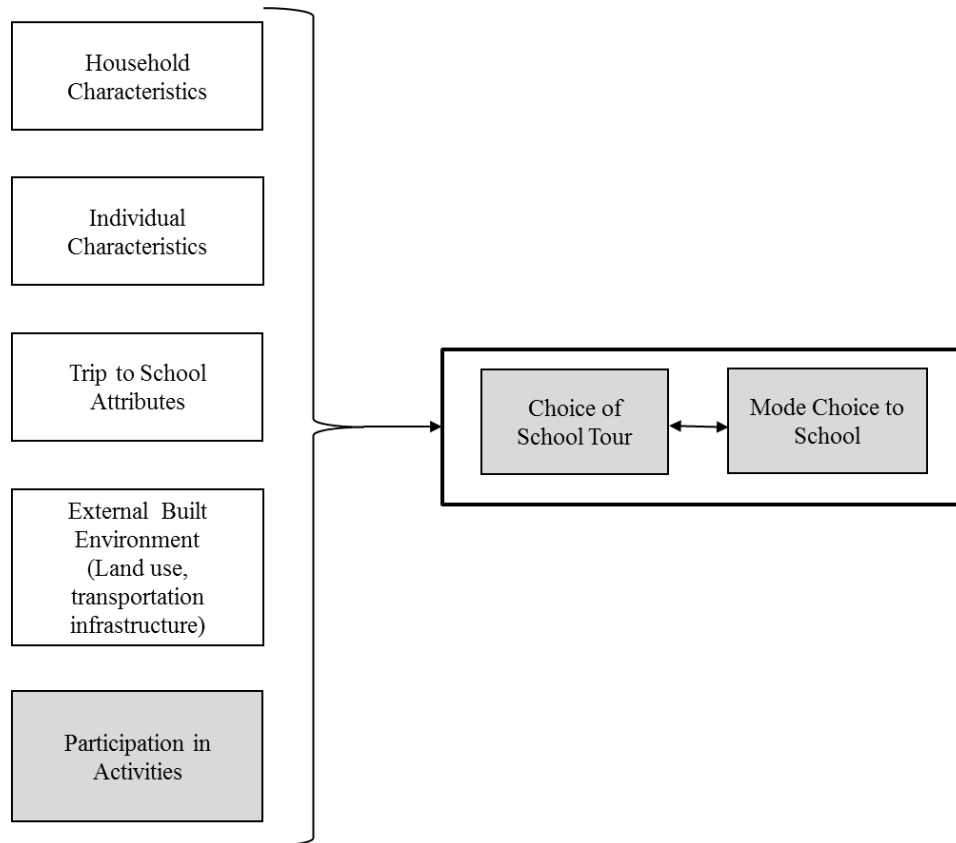 Household
Characteristics
Individual
Characteristics
Trip to School
Attributes
External Built
Environment
(Land use,
transportation
infrastructure)
Participation in
Activities
Choice of
School Tour
Mode Choice to
School